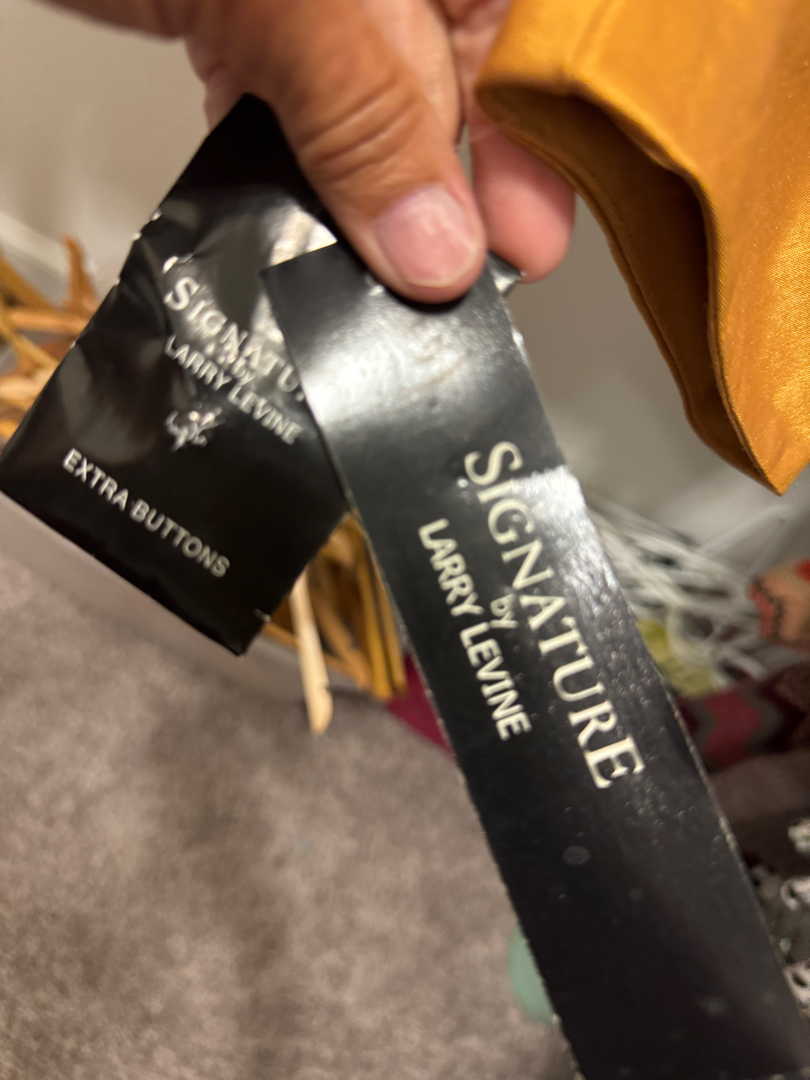 SIGNATU
by
LARRY LEVINE
EXTRA BUTTONS
SIGNATURE
by
LARRY LEVINE